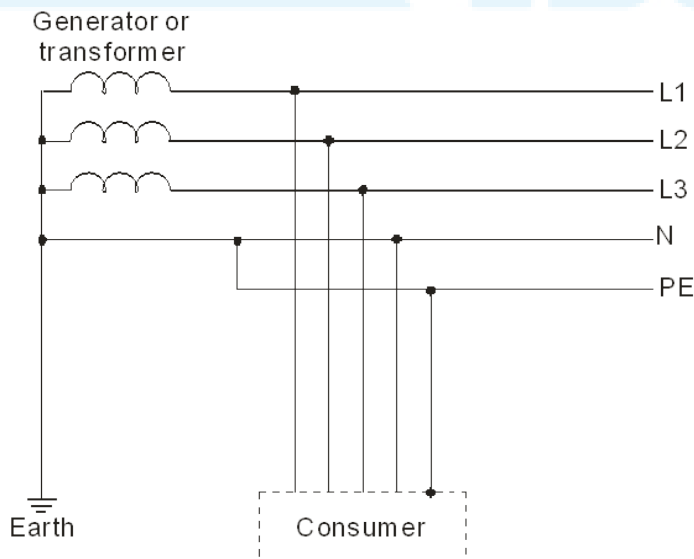 Generator or
transformer
L1
L2
L3
N
PE
Earth
Consumer